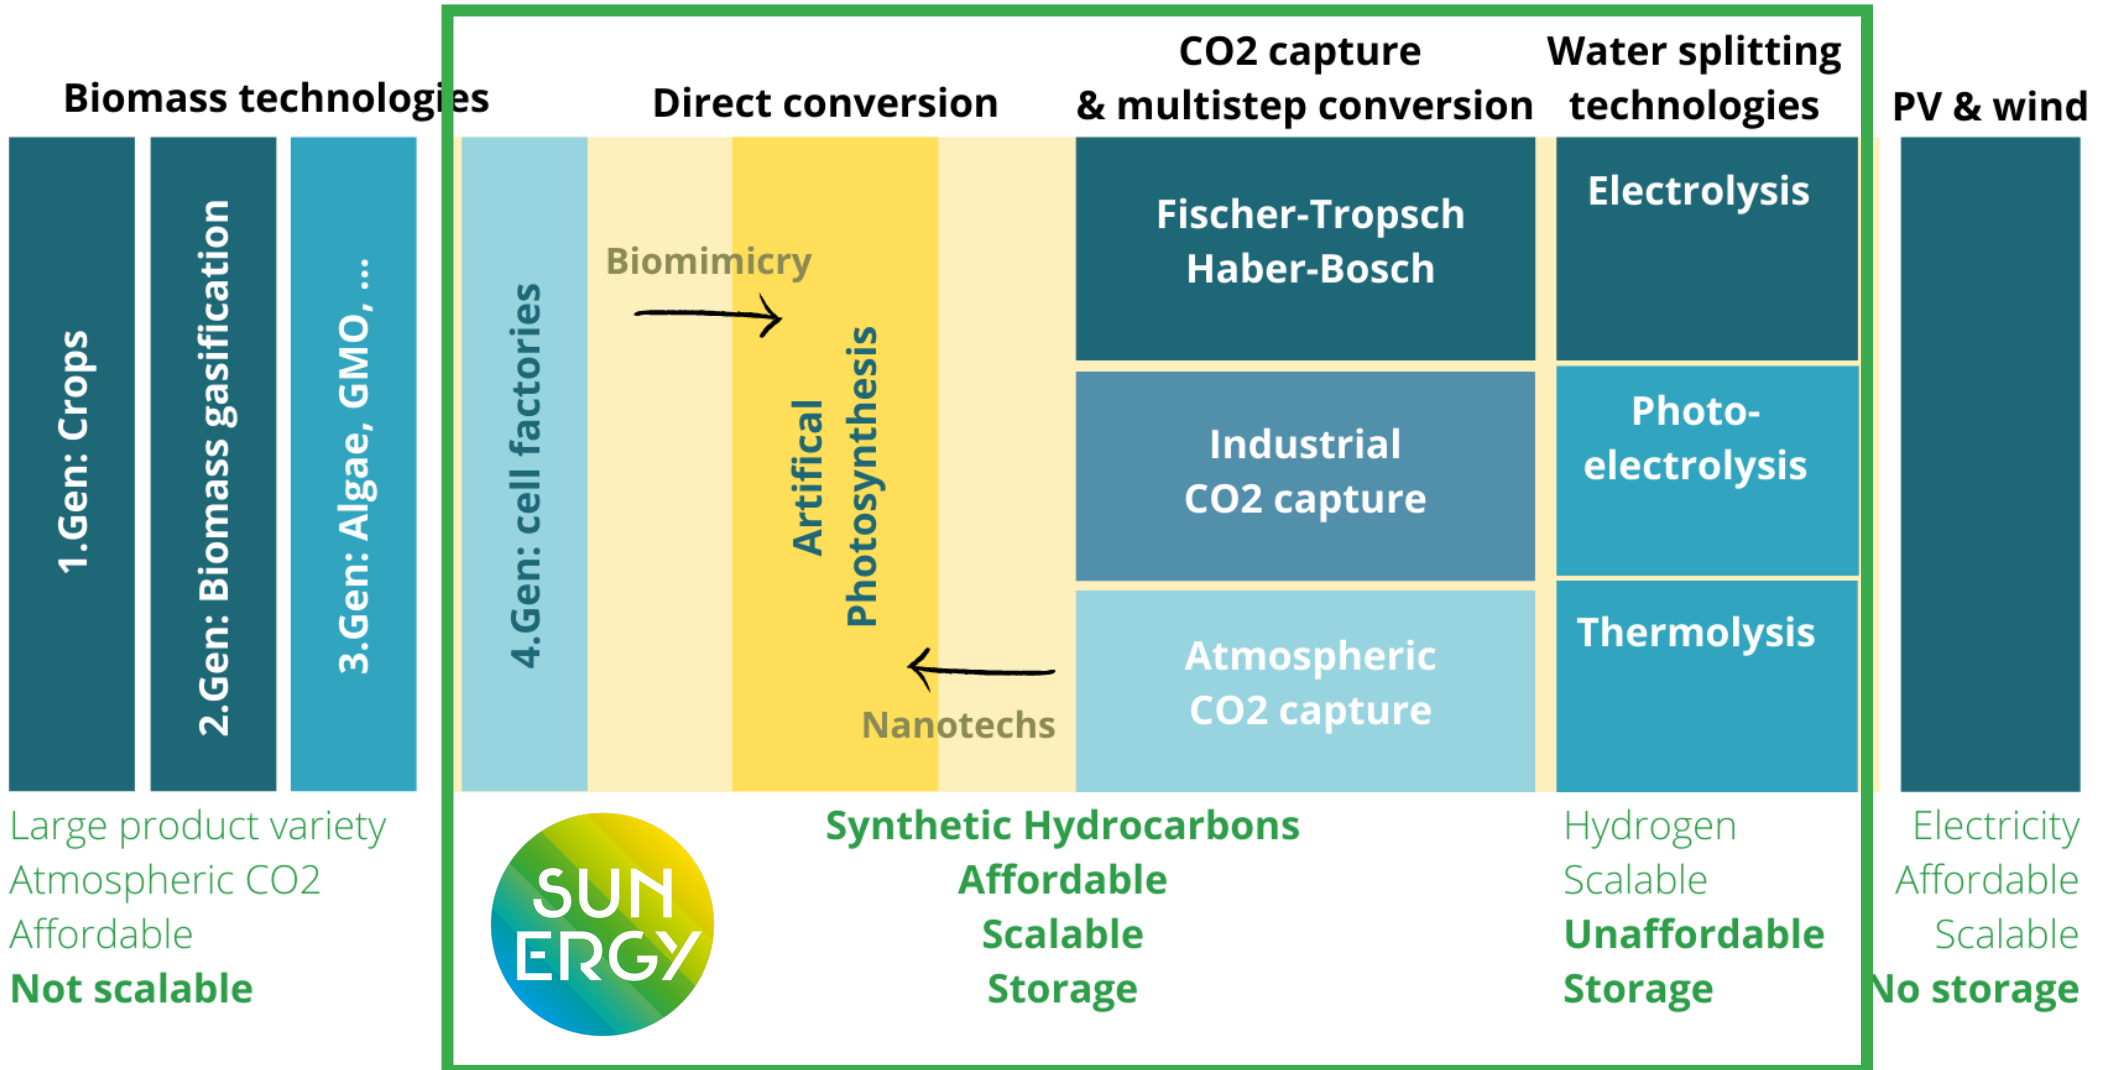 Biomass technologies
Direct conversion
CO2 capture
& multistep conversion
Water splitting
technologies
PV & wind
1.Gen: Crops
2.Gen: Biomass gasification
3.Gen: Algae, GMO, ...
4.Gen: cell factories
Biomimicry
Artifical
Photosynthesis
Nanotechs
Fischer-Tropsch
Haber-Bosch
Industrial
CO2 capture
Atmospheric
CO2 capture
Electrolysis
Photo-
electrolysis
Thermolysis
Large product variety
Atmospheric CO2
Affordable
Not scalable
SUN
ERGY
Synthetic Hydrocarbons
Affordable
Scalable
Storage
Hydrogen
Scalable
Unaffordable
Storage
Electricity
Affordable
Scalable
No storage